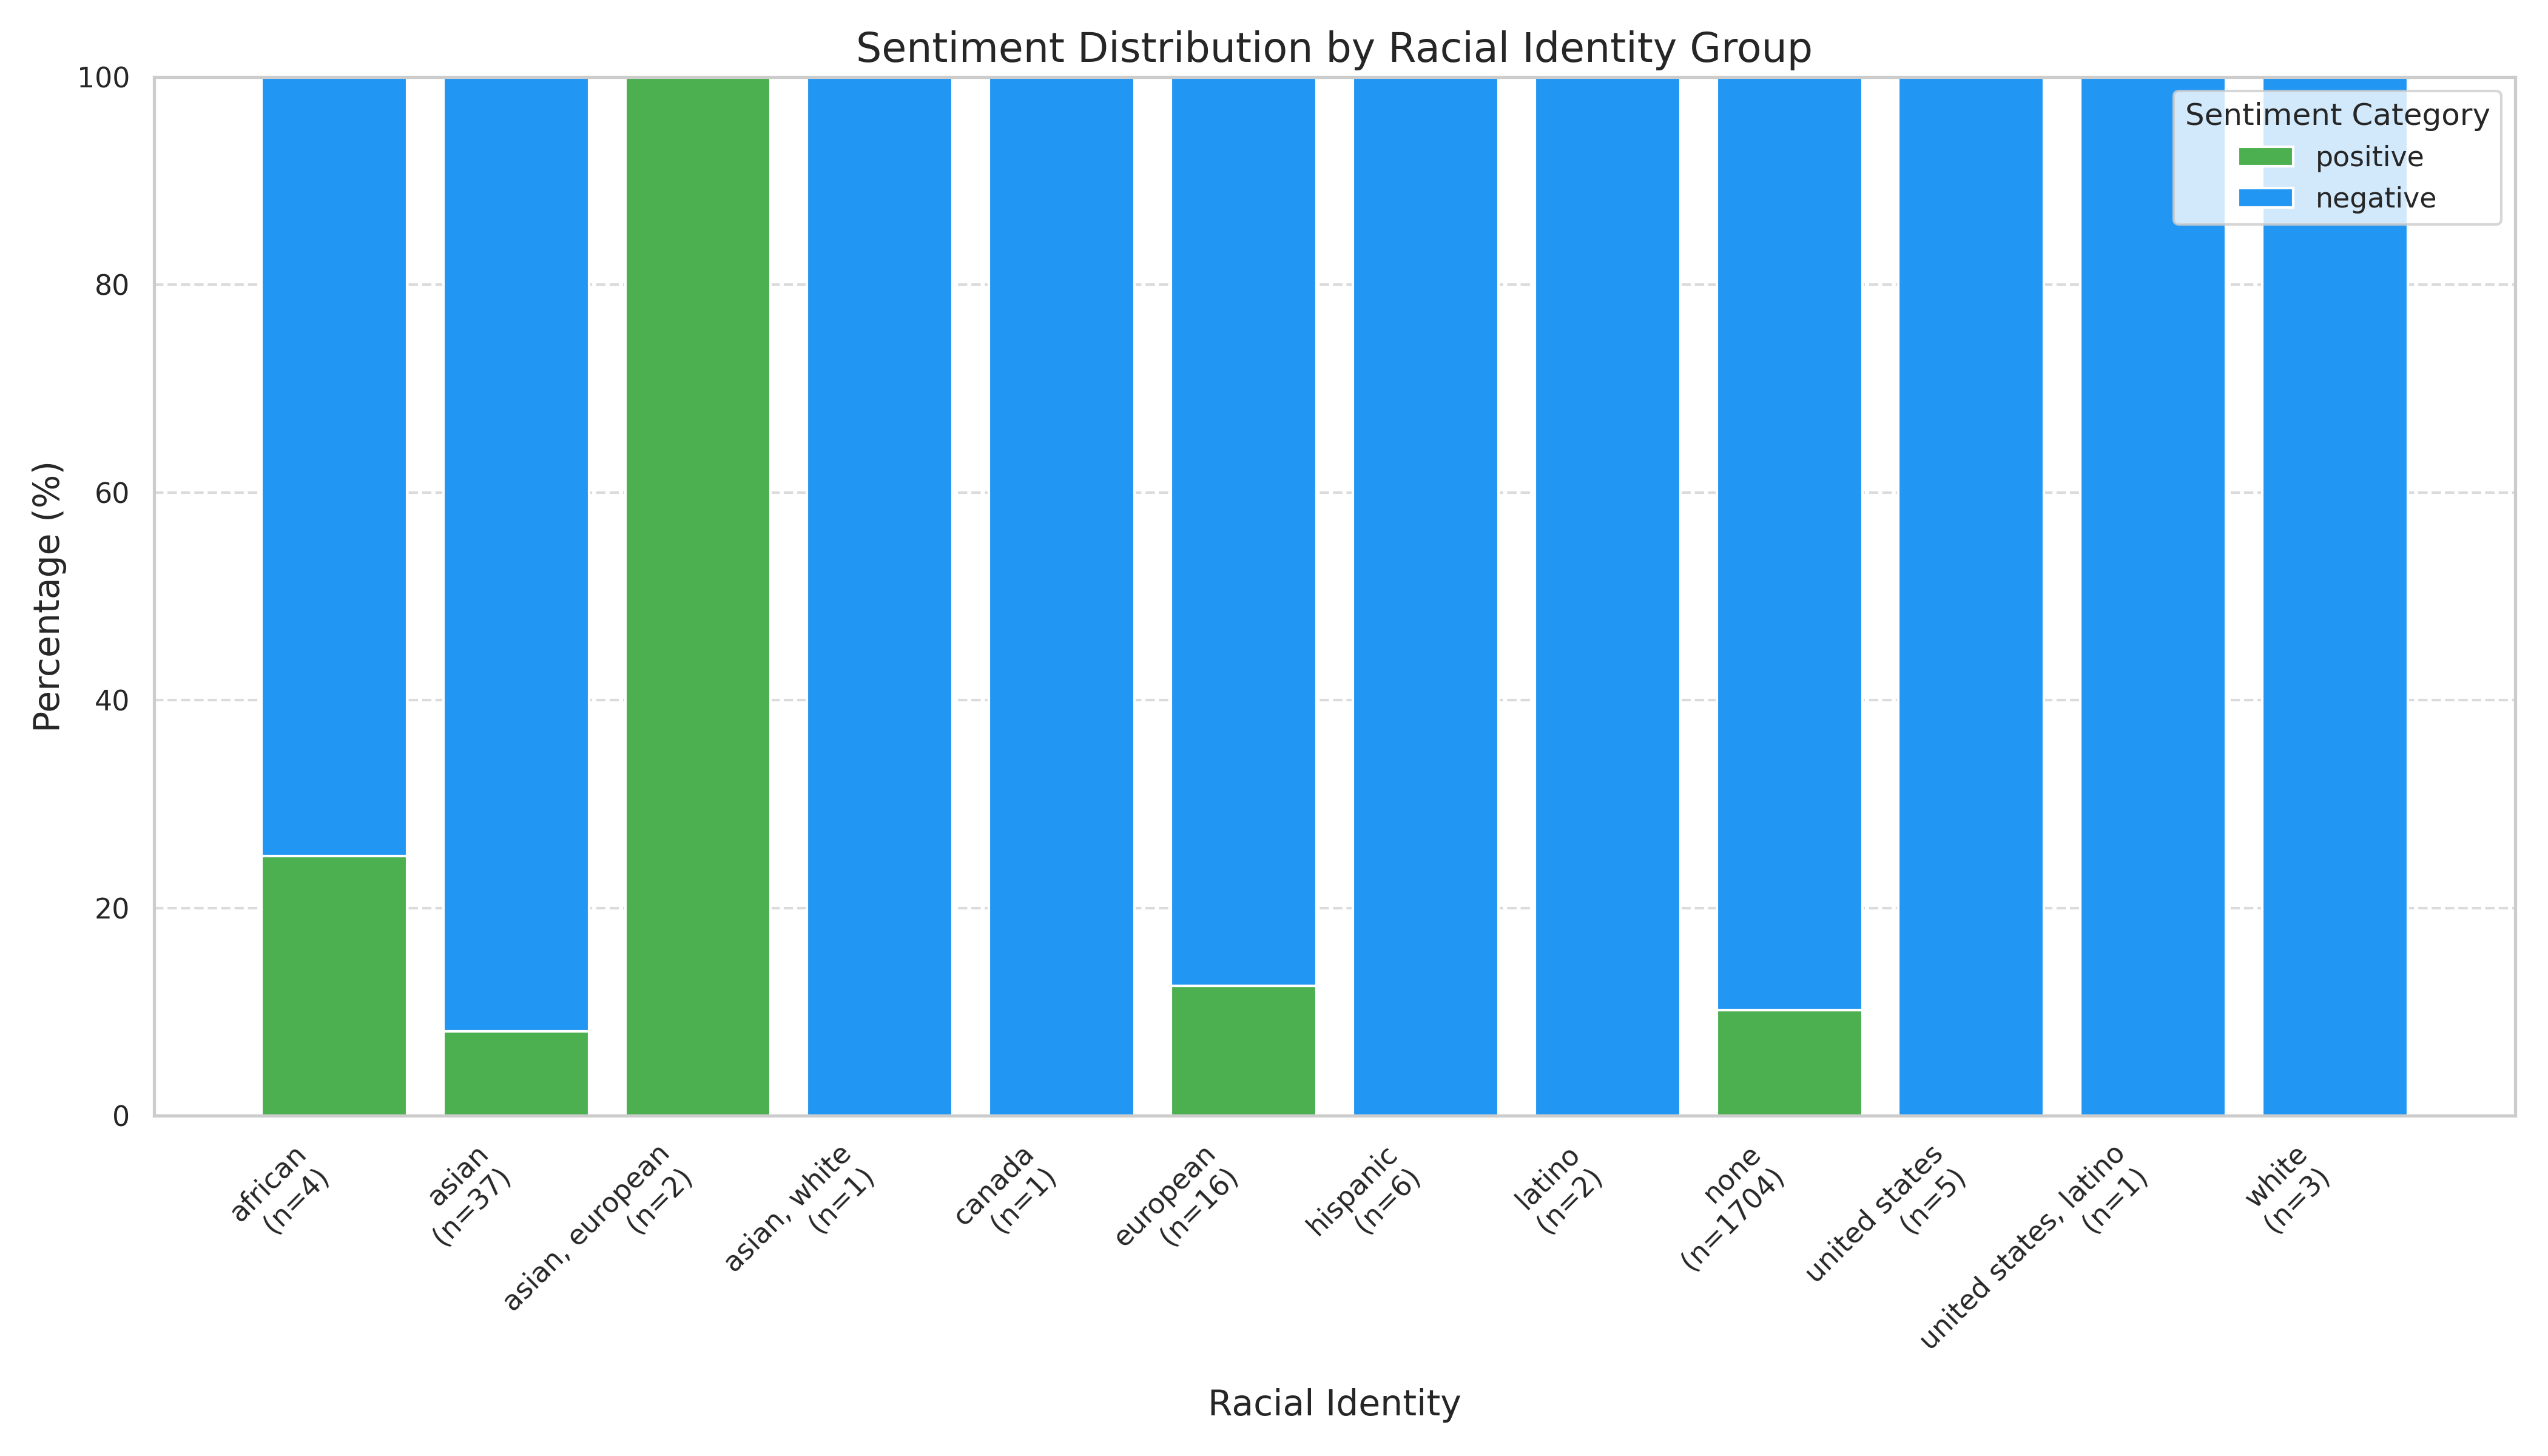 Sentiment Distribution by Racial Identity Group
Sentiment Category
positive
negative
Percentage (%)
100
80
60
40
20
0
african
(n=4)
asian
(n=37)
asian, european
(n=2)
asian, white
(n=1)
canada
(n=1)
european
(n=16)
hispanic
(n=6)
latino
(n=2)
none
(n=1704)
united states
(n=5)
united states, latino
(n=1)
white
(n=3)
Racial Identity